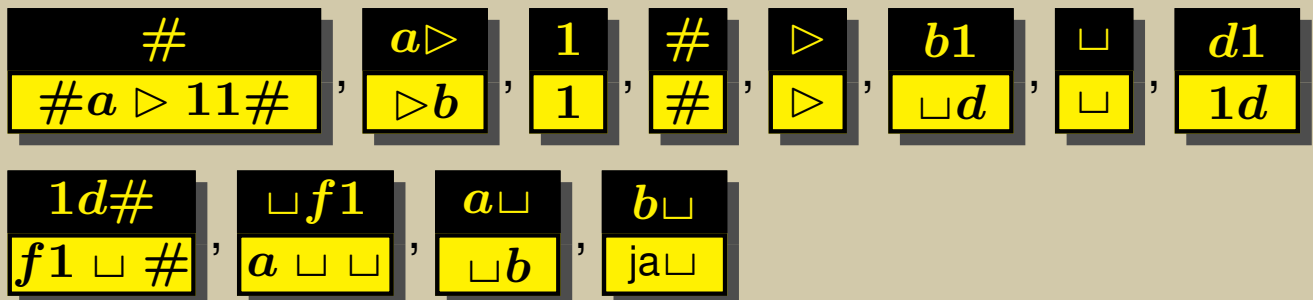 # a▷ 1 # ▷ b1 ⊔ d1
#a ▷ 11# , ▷b , 1 , # , ▷ , ⊔d , ⊔ , 1d
1d# ⊔f1 a⊔ b⊔
f1 ⊔ # , a ⊔ ⊔ , ⊔b , ja⊔